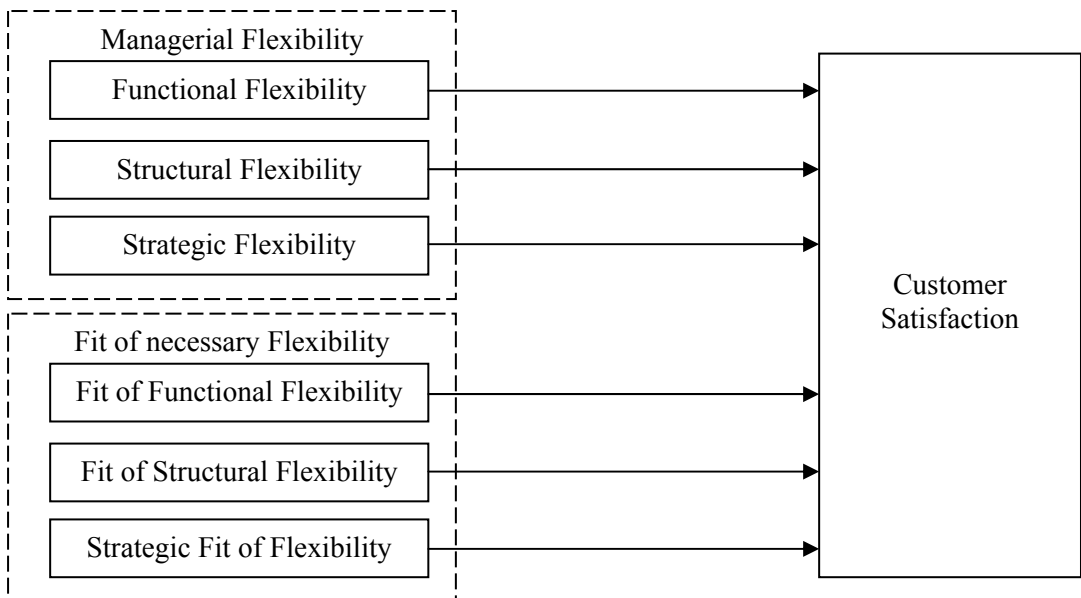 Managerial Flexibility
Functional Flexibility
Structural Flexibility
Strategic Flexibility
Fit of necessary Flexibility
Fit of Functional Flexibility
Fit of Structural Flexibility
Strategic Fit of Flexibility
Customer
Satisfaction